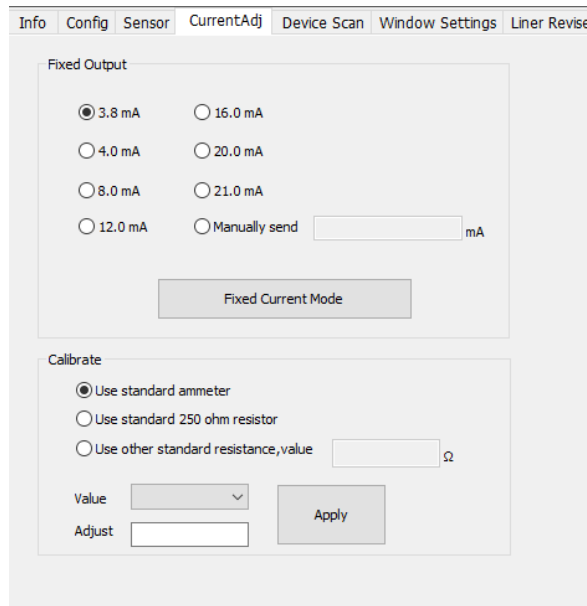 Info Config Sensor CurrentAdj Device Scan Window Settings Liner Revise
Fixed Output
3.8 mA 16.0 mA
4.0 mA 20.0 mA
8.0 mA 21.0 mA
12.0 mA Manually send mA
Fixed Current Mode
Calibrate
Use standard ammeter
Use standard 250 ohm resistor
Use other standard resistance,value Ω
Value
Apply
Adjust